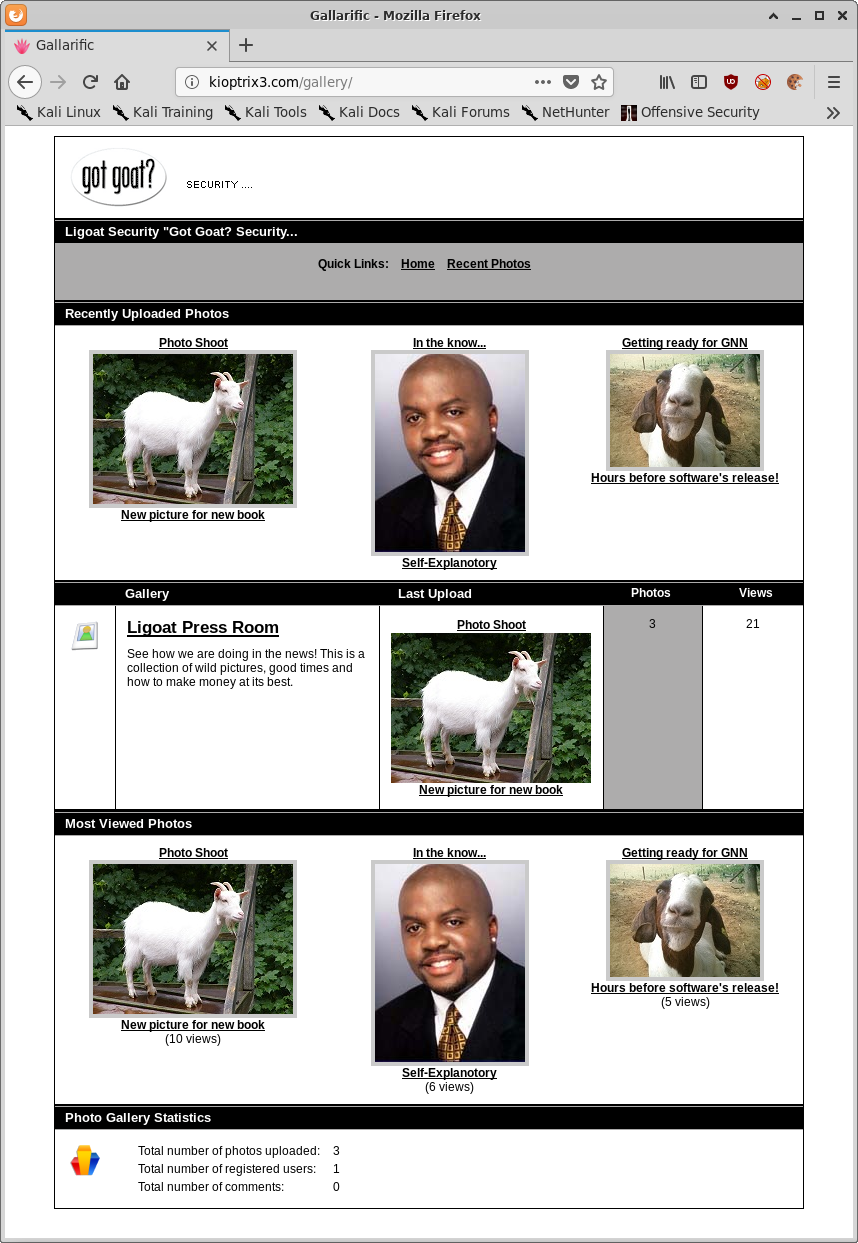 Gallarific - Mozilla Firefox
Gallarific
kioptrix3.com/gallery/
Kali Linux Kali Training Kali Tools Kali Docs Kali Forums NetHunter Offensive Security
got goat?
SECURITY ....
Ligoat Security "Got Goat? Security...
Quick Links: Home Recent Photos
Recently Uploaded Photos
Photo Shoot In the know... Getting ready for GNN
Hours before software's release!
New picture for new book
Self-Explanotory
Gallery Last Upload Photos Views
Ligoat Press Room
See how we are doing in the news! This is a
collection of wild pictures, good times and
how to make money at its best.
Photo Shoot
New picture for new book
3
21
Most Viewed Photos
Photo Shoot In the know... Getting ready for GNN
Hours before software's release!
(5 views)
New picture for new book
(10 views)
Self-Explanotory
(6 views)
Photo Gallery Statistics
Total number of photos uploaded: 3
Total number of registered users: 1
Total number of comments: 0